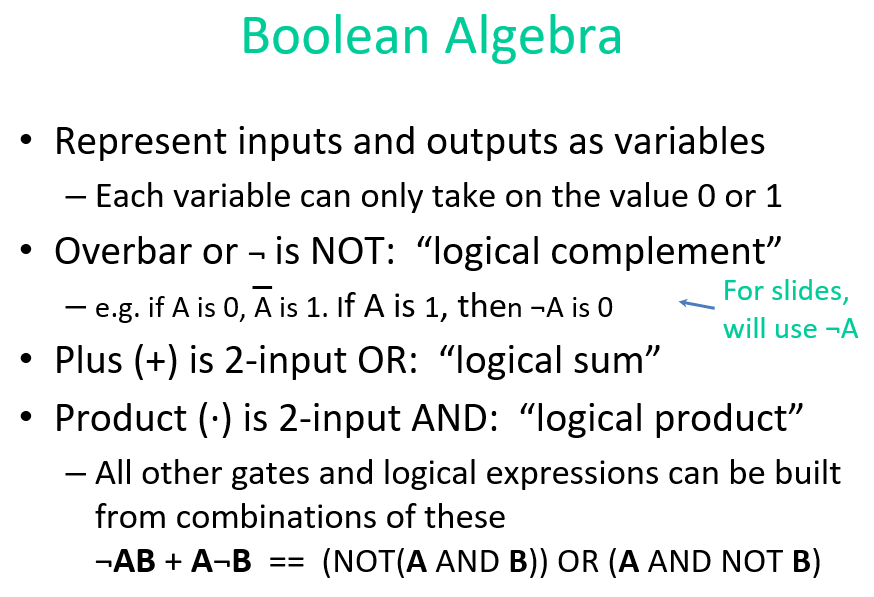 Boolean Algebra
• Represent inputs and outputs as variables
– Each variable can only take on the value 0 or 1
• Overbar or ¬ is NOT: “logical complement”
– e.g. if A is 0, A̅ is 1. If A is 1, then ¬A is 0
For slides,
will use ¬A
• Plus (+) is 2-input OR: “logical sum”
• Product (·) is 2-input AND: “logical product”
– All other gates and logical expressions can be built
from combinations of these
¬AB + A¬B == (NOT(A AND B)) OR (A AND NOT B)